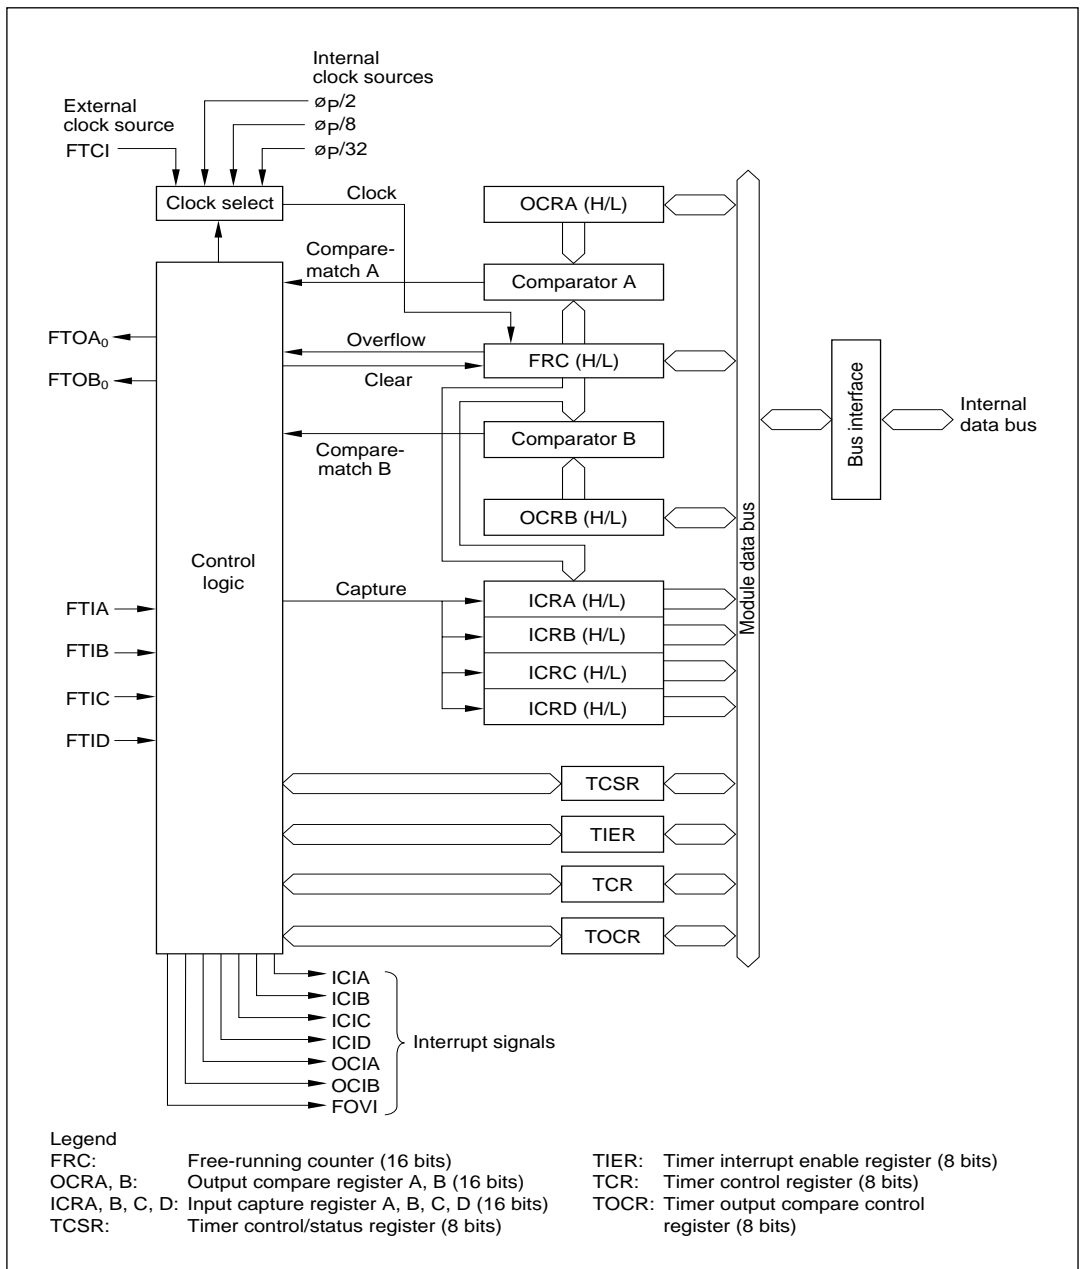 Internal
clock sources
External
clock source
øP/2
øP/8
FTCI
øP/32
Clock select
Clock
OCRA (H/L)
Compare-
match A
Comparator A
FTOA0
Overflow
FRC (H/L)
FTOB0
Clear
Compare-
match B
Comparator B
Bus interface
Internal
data bus
OCRB (H/L)
Module data bus
Control
logic
FTIA
Capture
ICRA (H/L)
FTIB
ICRB (H/L)
FTIC
ICRC (H/L)
FTID
ICRD (H/L)
TCSR
TIER
TCR
TOCR
ICIA
ICIB
ICIC
ICID
OCIA
OCIB
FOVI
Interrupt signals
Legend
FRC: Free-running counter (16 bits)
OCRA, B: Output compare register A, B (16 bits)
ICRA, B, C, D: Input capture register A, B, C, D (16 bits)
TCSR: Timer control/status register (8 bits)
TIER: Timer interrupt enable register (8 bits)
TCR: Timer control register (8 bits)
TOCR: Timer output compare control
register (8 bits)